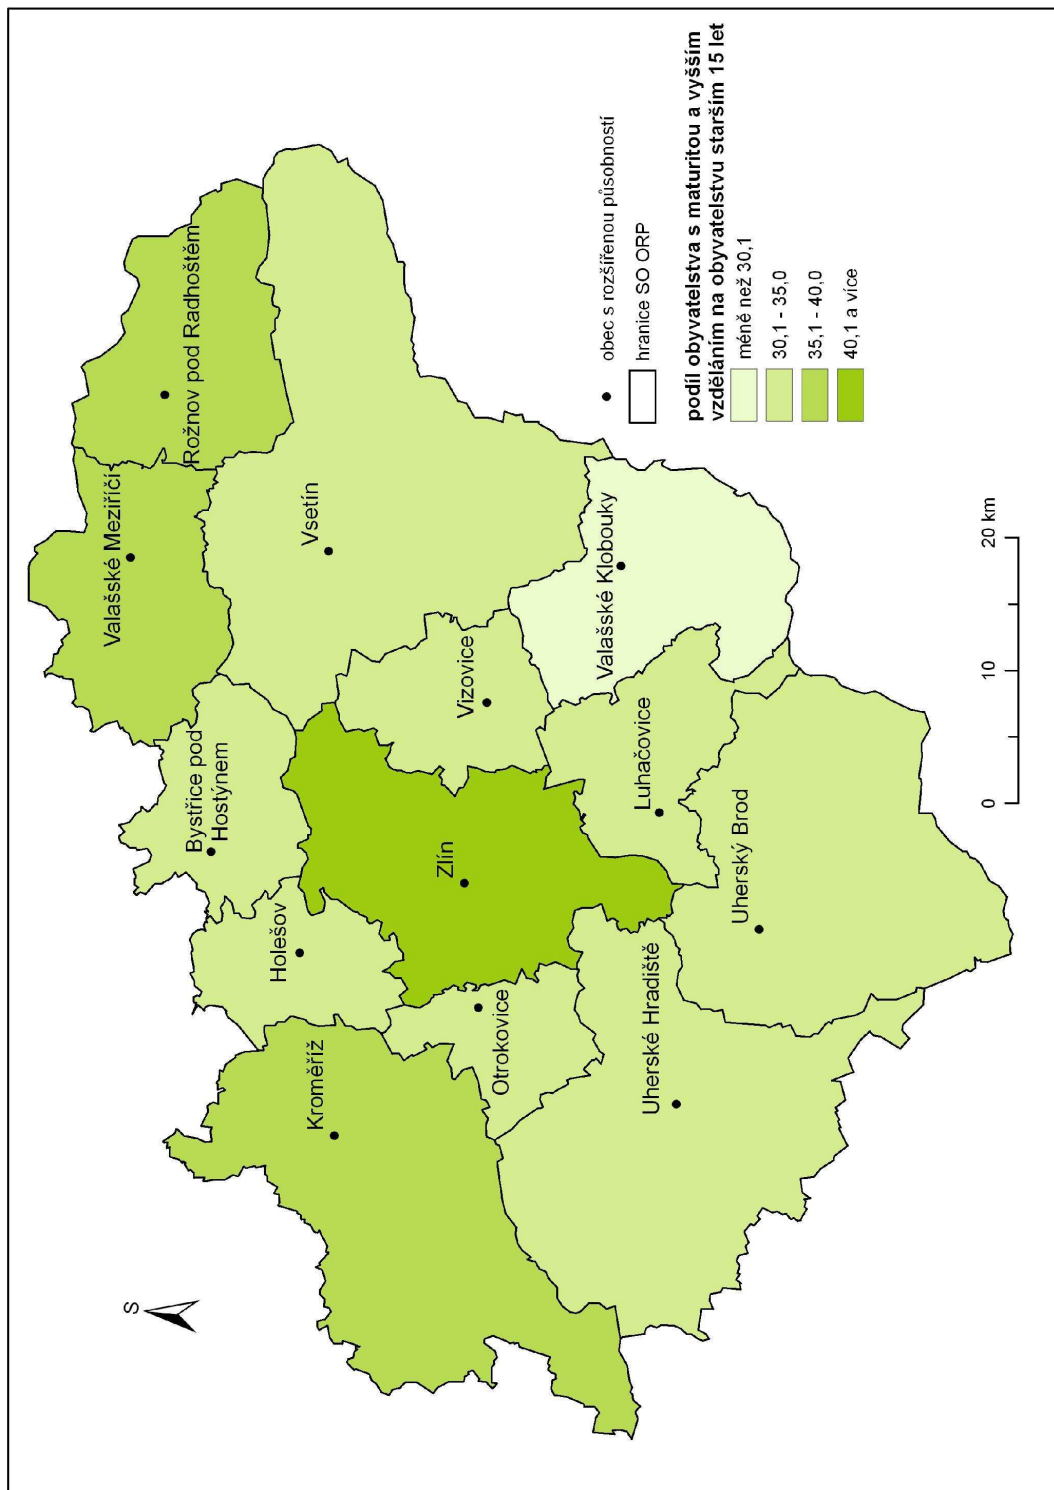 S
Valašské Meziříčí
Rožnov pod Radhoštěm
Bystřice pod
Hostýnem
Holešov
Kroměříž
Vsetín
Zlín
Vizovice
Otrokovice
Valašské Klobouky
Luhačovice
Uherské Hradiště
Uherský Brod
obec s rozšířenou působností
hranice SO ORP
podíl obyvatelstva s maturitou a vyšším
vzděláním na obyvatelstvu starším 15 let
méně než 30,1
30,1 - 35,0
35,1 - 40,0
40,1 a více
0 10 20 km